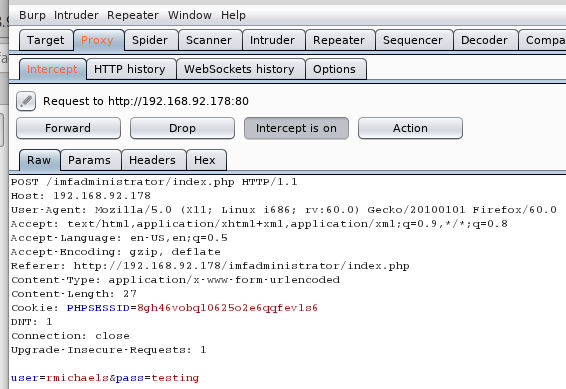 Burp Intruder Repeater Window Help
Target Proxy Spider Scanner Intruder Repeater Sequencer Decoder
Intercept HTTP history WebSockets history Options
Request to http://192.168.92.178:80
Forward Drop Intercept is on Action
Raw Params Headers Hex
POST /imfadministrator/index.php HTTP/1.1
Host: 192.168.92.178
User-Agent: Mozilla/5.0 (X11; Linux i686; rv:60.0) Gecko/20100101 Firefox/60.0
Accept: text/html,application/xhtml+xml,application/xml;q=0.9,*/*;q=0.8
Accept-Language: en-US,en;q=0.5
Accept-Encoding: gzip, deflate
Referer: http://192.168.92.178/imfadministrator/index.php
Content-Type: application/x-www-form-urlencoded
Content-Length: 27
Cookie: PHPSESSID=8gh46vobql0625o2e6qqfevls6
DNT: 1
Connection: close
Upgrade-Insecure-Requests: 1
user=rmichaels&pass=testing